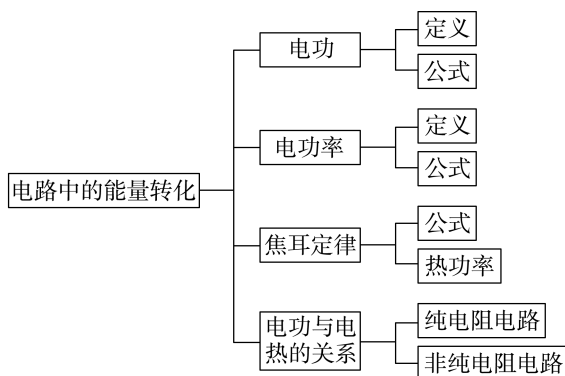 电路中的能量转化
电功
定义
公式
电功率
定义
公式
焦耳定律
公式
热功率
电功与电
热的关系
纯电阻电路
非纯电阻电路